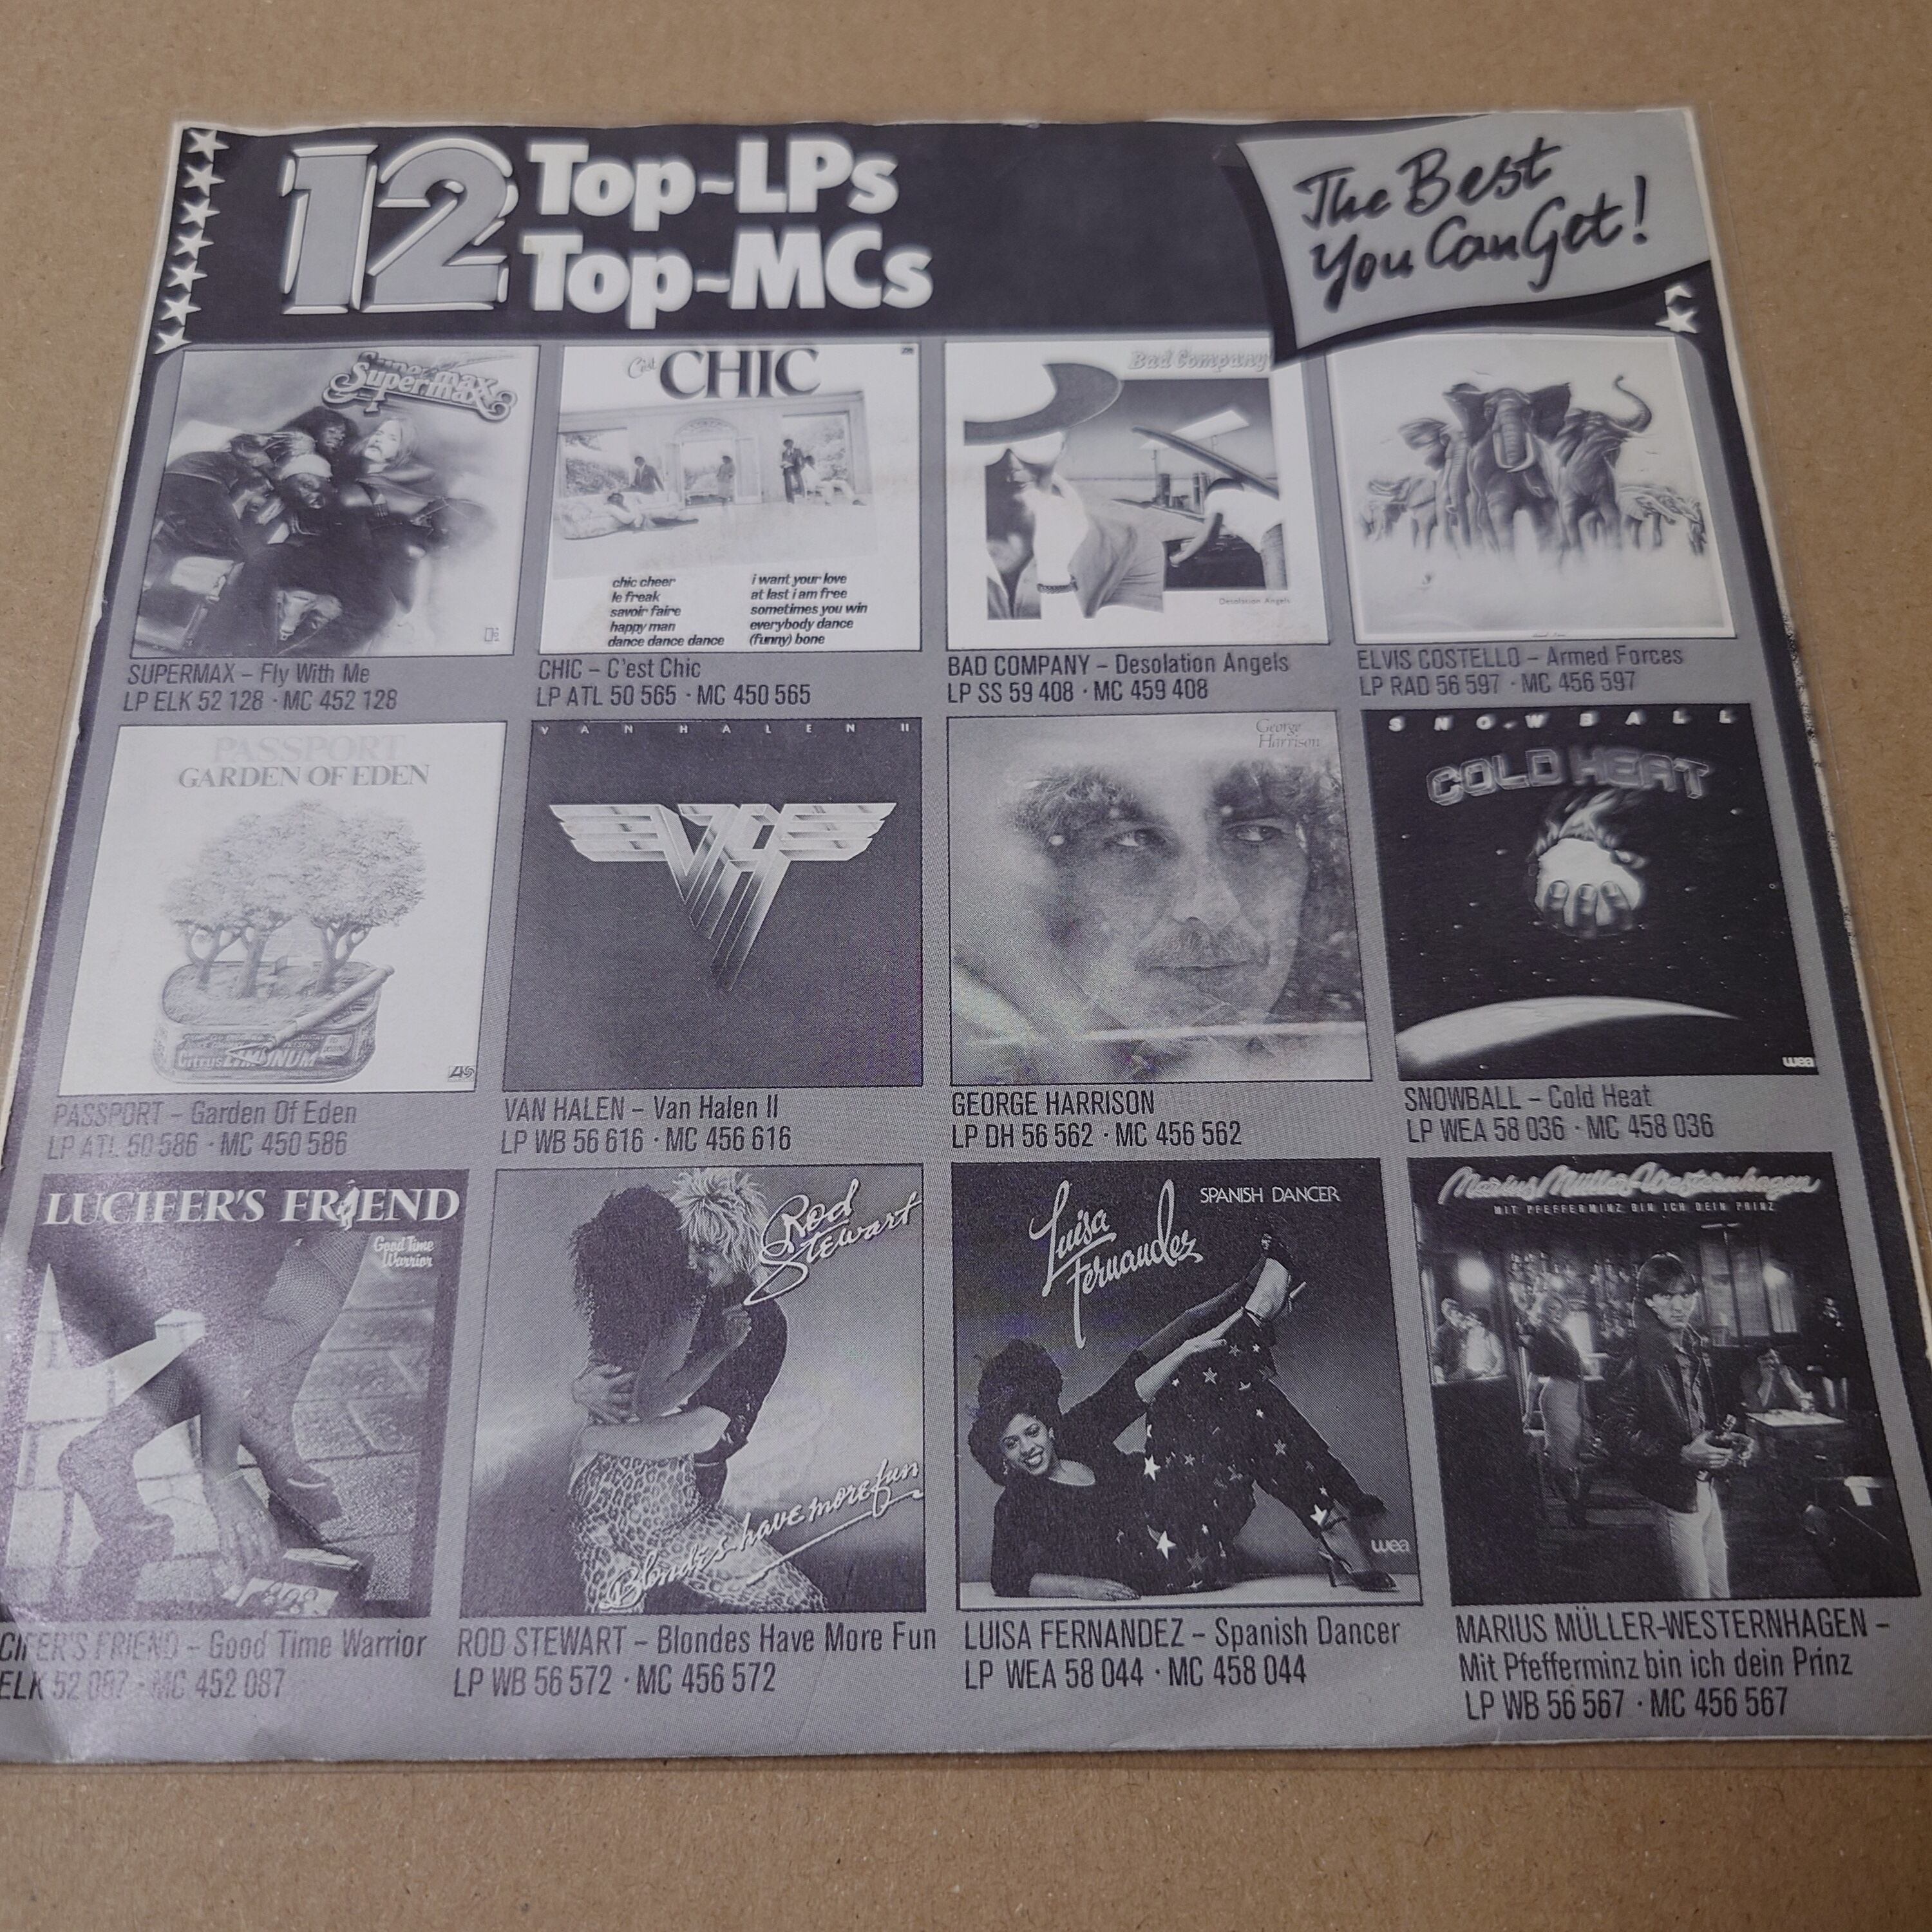 12 Top-LPs
Top-MCs
The Best
You Can Get!
Supermax
C'est CHIC
chic cheer
le freak
savoir faire
happy man
dance dance dance
i want your love
at last i am free
sometimes you win
everybody dance
(funny) bone
Bad Company
Desolation Angels
SUPERMAX – Fly With Me
LP ELK 52 128 · MC 452 128
CHIC – C'est Chic
LP ATL 50 565 · MC 450 565
BAD COMPANY – Desolation Angels
LP SS 59 408 · MC 459 408
ELVIS COSTELLO – Armed Forces
LP RAD 56 597 · MC 456 597
PASSPORT
GARDEN OF EDEN
Citrus LIMONUM
VAN HALEN II
George
Harrison
SNOWBALL
COLD HEAT
wea
PASSPORT – Garden Of Eden
LP ATL 50 586 · MC 450 586
VAN HALEN – Van Halen II
LP WB 56 616 · MC 456 616
GEORGE HARRISON
LP DH 56 562 · MC 456 562
SNOWBALL – Cold Heat
LP WEA 58 036 · MC 458 036
LUCIFER'S FRIEND
Good Time
Warrior
Rod
Stewart
Blondes have more fun
Luisa
Fernandez
SPANISH DANCER
wea
Marius Müller-Westernhagen
MIT PFEFFERMINZ BIN ICH DEIN PRINZ
CIFER'S FRIEND – Good Time Warrior
ELK 52 087 · MC 452 087
ROD STEWART – Blondes Have More Fun
LP WB 56 572 · MC 456 572
LUISA FERNANDEZ – Spanish Dancer
LP WEA 58 044 · MC 458 044
MARIUS MÜLLER-WESTERNHAGEN –
Mit Pfefferminz bin ich dein Prinz
LP WB 56 567 · MC 456 567